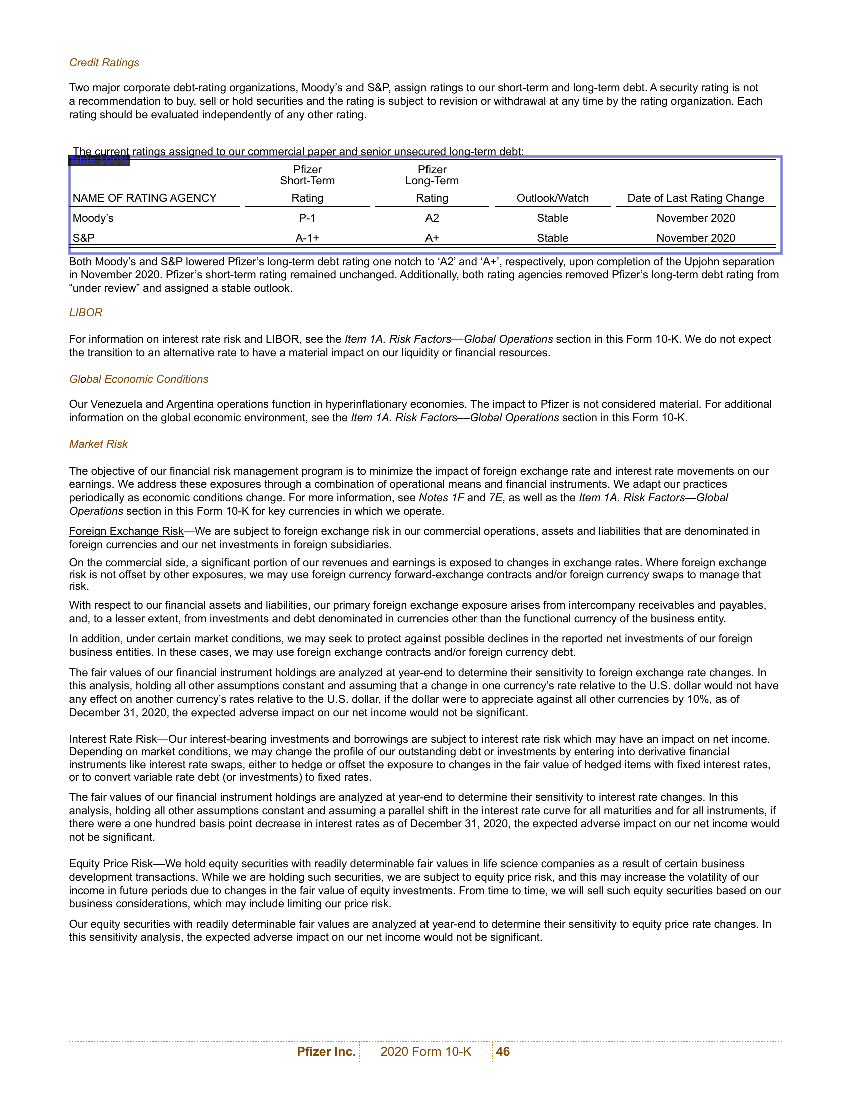 Credit Ratings
Two major corporate debt-rating organizations, Moody's and S&P, assign ratings to our short-term and long-term debt. A security rating is not
a recommendation to buy, sell or hold securities and the rating is subject to revision or withdrawal at any time by the rating organization. Each
rating should be evaluated independently of any other rating.
The current ratings assigned to our commercial paper and senior unsecured long-term debt:
Pfizer Pfizer
Short-Term Long-Term
NAME OF RATING AGENCY Rating Rating Outlook/Watch Date of Last Rating Change
Moody's P-1 A2 Stable November 2020
S&P A-1+ A+ Stable November 2020
Both Moody's and S&P lowered Pfizer's long-term debt rating one notch to 'A2' and 'A+', respectively, upon completion of the Upjohn separation
in November 2020. Pfizer's short-term rating remained unchanged. Additionally, both rating agencies removed Pfizer's long-term debt rating from
"under review" and assigned a stable outlook.
LIBOR
For information on interest rate risk and LIBOR, see the Item 1A. Risk Factors—Global Operations section in this Form 10-K. We do not expect
the transition to an alternative rate to have a material impact on our liquidity or financial resources.
Global Economic Conditions
Our Venezuela and Argentina operations function in hyperinflationary economies. The impact to Pfizer is not considered material. For additional
information on the global economic environment, see the Item 1A. Risk Factors—Global Operations section in this Form 10-K.
Market Risk
The objective of our financial risk management program is to minimize the impact of foreign exchange rate and interest rate movements on our
earnings. We address these exposures through a combination of operational means and financial instruments. We adapt our practices
periodically as economic conditions change. For more information, see Notes 1F and 7E, as well as the Item 1A. Risk Factors—Global
Operations section in this Form 10-K for key currencies in which we operate.
Foreign Exchange Risk—We are subject to foreign exchange risk in our commercial operations, assets and liabilities that are denominated in
foreign currencies and our net investments in foreign subsidiaries.
On the commercial side, a significant portion of our revenues and earnings is exposed to changes in exchange rates. Where foreign exchange
risk is not offset by other exposures, we may use foreign currency forward-exchange contracts and/or foreign currency swaps to manage that
risk.
With respect to our financial assets and liabilities, our primary foreign exchange exposure arises from intercompany receivables and payables,
and, to a lesser extent, from investments and debt denominated in currencies other than the functional currency of the business entity.
In addition, under certain market conditions, we may seek to protect against possible declines in the reported net investments of our foreign
business entities. In these cases, we may use foreign exchange contracts and/or foreign currency debt.
The fair values of our financial instrument holdings are analyzed at year-end to determine their sensitivity to foreign exchange rate changes. In
this analysis, holding all other assumptions constant and assuming that a change in one currency's rate relative to the U.S. dollar would not have
any effect on another currency's rates relative to the U.S. dollar, if the dollar were to appreciate against all other currencies by 10%, as of
December 31, 2020, the expected adverse impact on our net income would not be significant.
Interest Rate Risk—Our interest-bearing investments and borrowings are subject to interest rate risk which may have an impact on net income.
Depending on market conditions, we may change the profile of our outstanding debt or investments by entering into derivative financial
instruments like interest rate swaps, either to hedge or offset the exposure to changes in the fair value of hedged items with fixed interest rates,
or to convert variable rate debt (or investments) to fixed rates.
The fair values of our financial instrument holdings are analyzed at year-end to determine their sensitivity to interest rate changes. In this
analysis, holding all other assumptions constant and assuming a parallel shift in the interest rate curve for all maturities and for all instruments, if
there were a one hundred basis point decrease in interest rates as of December 31, 2020, the expected adverse impact on our net income would
not be significant.
Equity Price Risk—We hold equity securities with readily determinable fair values in life science companies as a result of certain business
development transactions. While we are holding such securities, we are subject to equity price risk, and this may increase the volatility of our
income in future periods due to changes in the fair value of equity investments. From time to time, we will sell such equity securities based on our
business considerations, which may include limiting our price risk.
Our equity securities with readily determinable fair values are analyzed at year-end to determine their sensitivity to equity price rate changes. In
this sensitivity analysis, the expected adverse impact on our net income would not be significant.
Pfizer Inc. 2020 Form 10-K 46